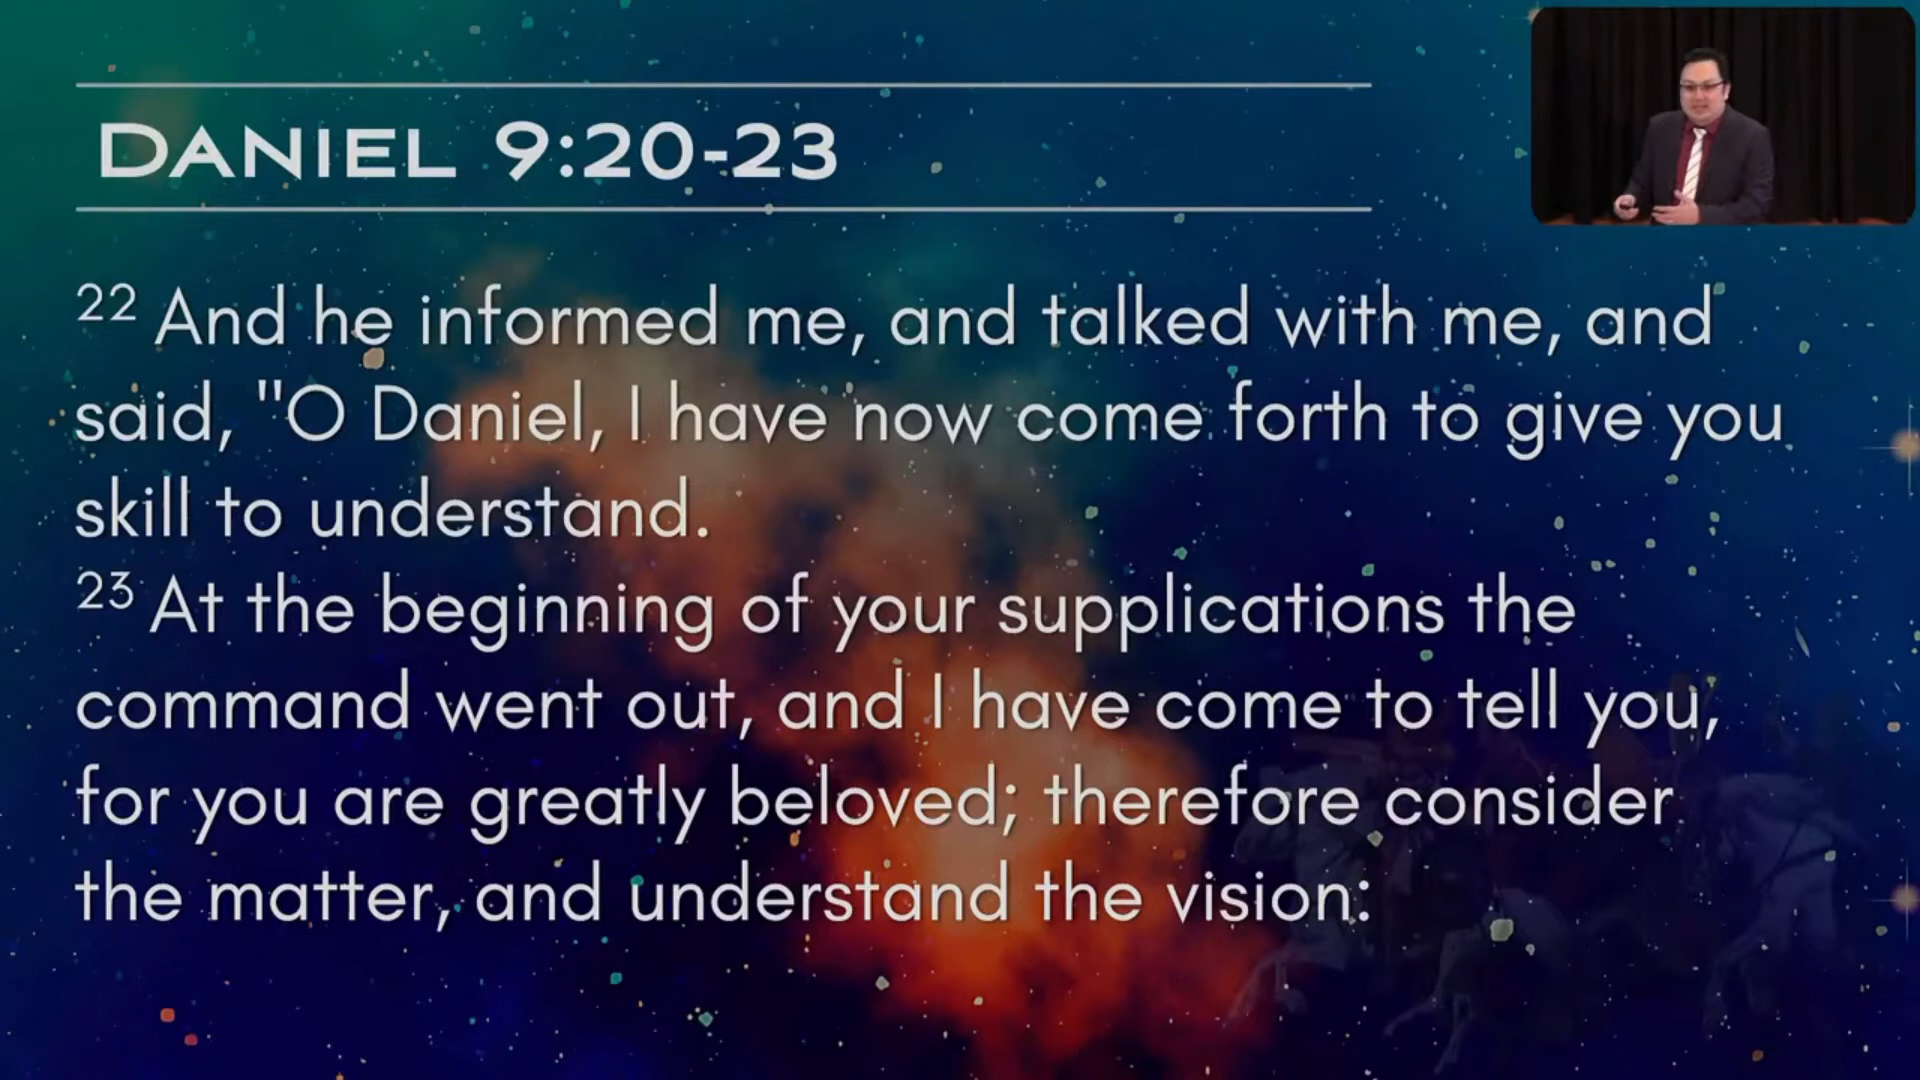 DANIEL 9:20-23
22 And he informed me, and talked with me, and
said, "O Daniel, I have now come forth to give you
skill to understand.
23 At the beginning of your supplications the
command went out, and I have come to tell you,
for you are greatly beloved; therefore consider
the matter, and understand the vision: